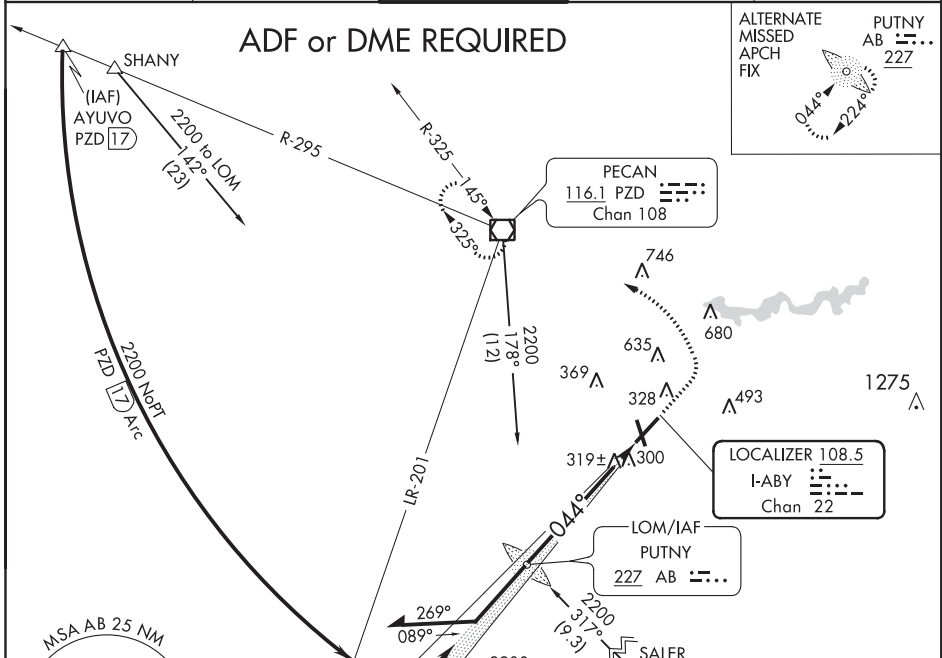 ADF or DME REQUIRED
ALTERNATE
MISSED
APCH
FIX
PUTNY
AB
227
044°
224°
SHANY
(IAF)
AYUVO
PZD 17
2200 to LOM
142°
(23)
R-295
R-325
145°
325°
PECAN
116.1 PZD
Chan 108
2200
178°
(12)
746
680
635
369
328
493
1275
319±
300
2200 NoPT
PZD 17 Arc
LR-201
LOCALIZER 108.5
I-ABY
Chan 22
044°
LOM/IAF
PUTNY
227 AB
269°
089°
2200
317°
(9.3)
SALER
MSA AB 25 NM